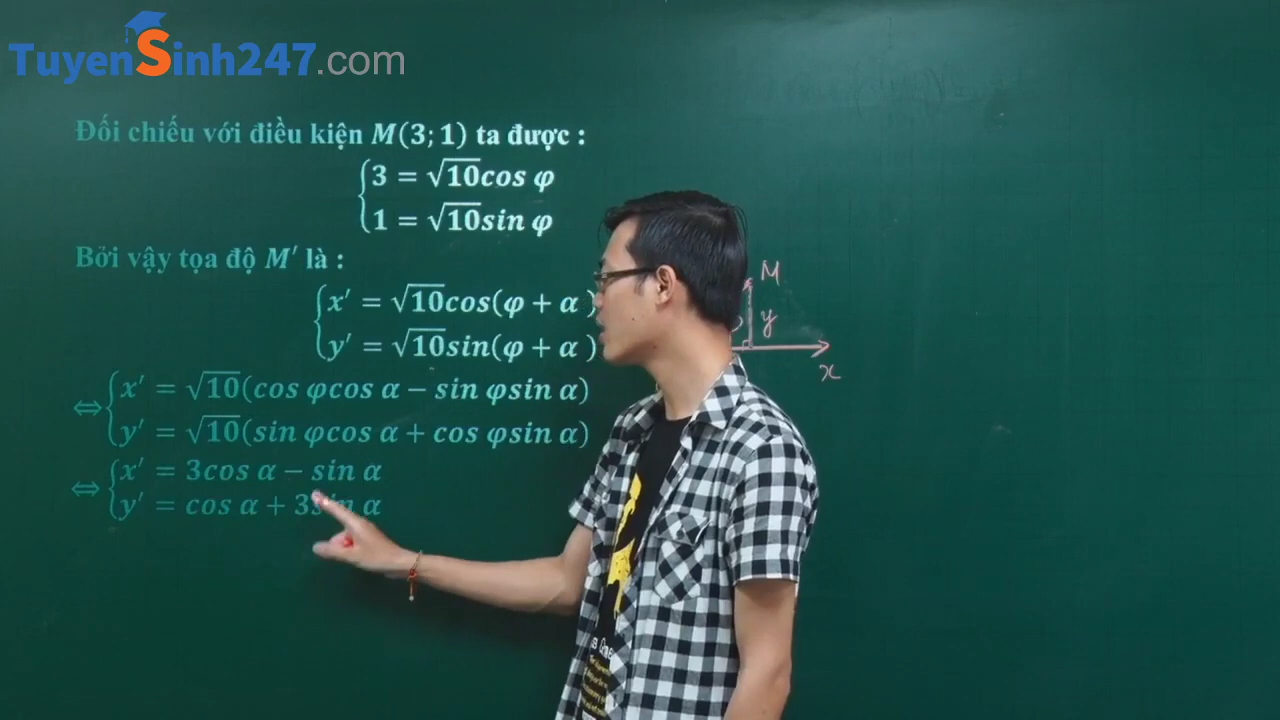 TuyenSinh247.com
Đối chiếu với điều kiện M(3; 1) ta được :
{3 = √10cos φ
1 = √10sin φ
Bởi vậy tọa độ M′ là :
{x′ = √10cos(φ + α )
y′ = √10sin(φ + α )
⇔ {x′ = √10(cos φcos α − sin φsin α)
y′ = √10(sin φcos α + cos φsin α)
⇔ {x′ = 3cos α − sin α
y′ = cos α + 3sin α
M
y
x